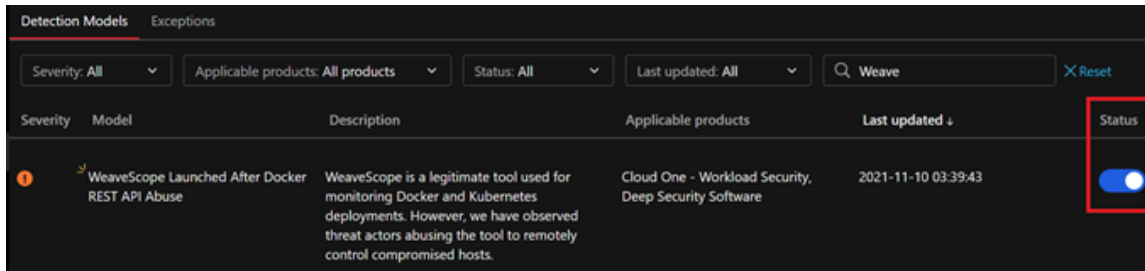 Detection Models Exceptions
Severity: All Applicable products: All products Status: All Last updated: All Weave Reset
Severity Model Description Applicable products Last updated ↓ Status
WeaveScope Launched After Docker
REST API Abuse
WeaveScope is a legitimate tool used for
monitoring Docker and Kubernetes
deployments. However, we have observed
threat actors abusing the tool to remotely
control compromised hosts.
Cloud One - Workload Security,
Deep Security Software
2021-11-10 03:39:43